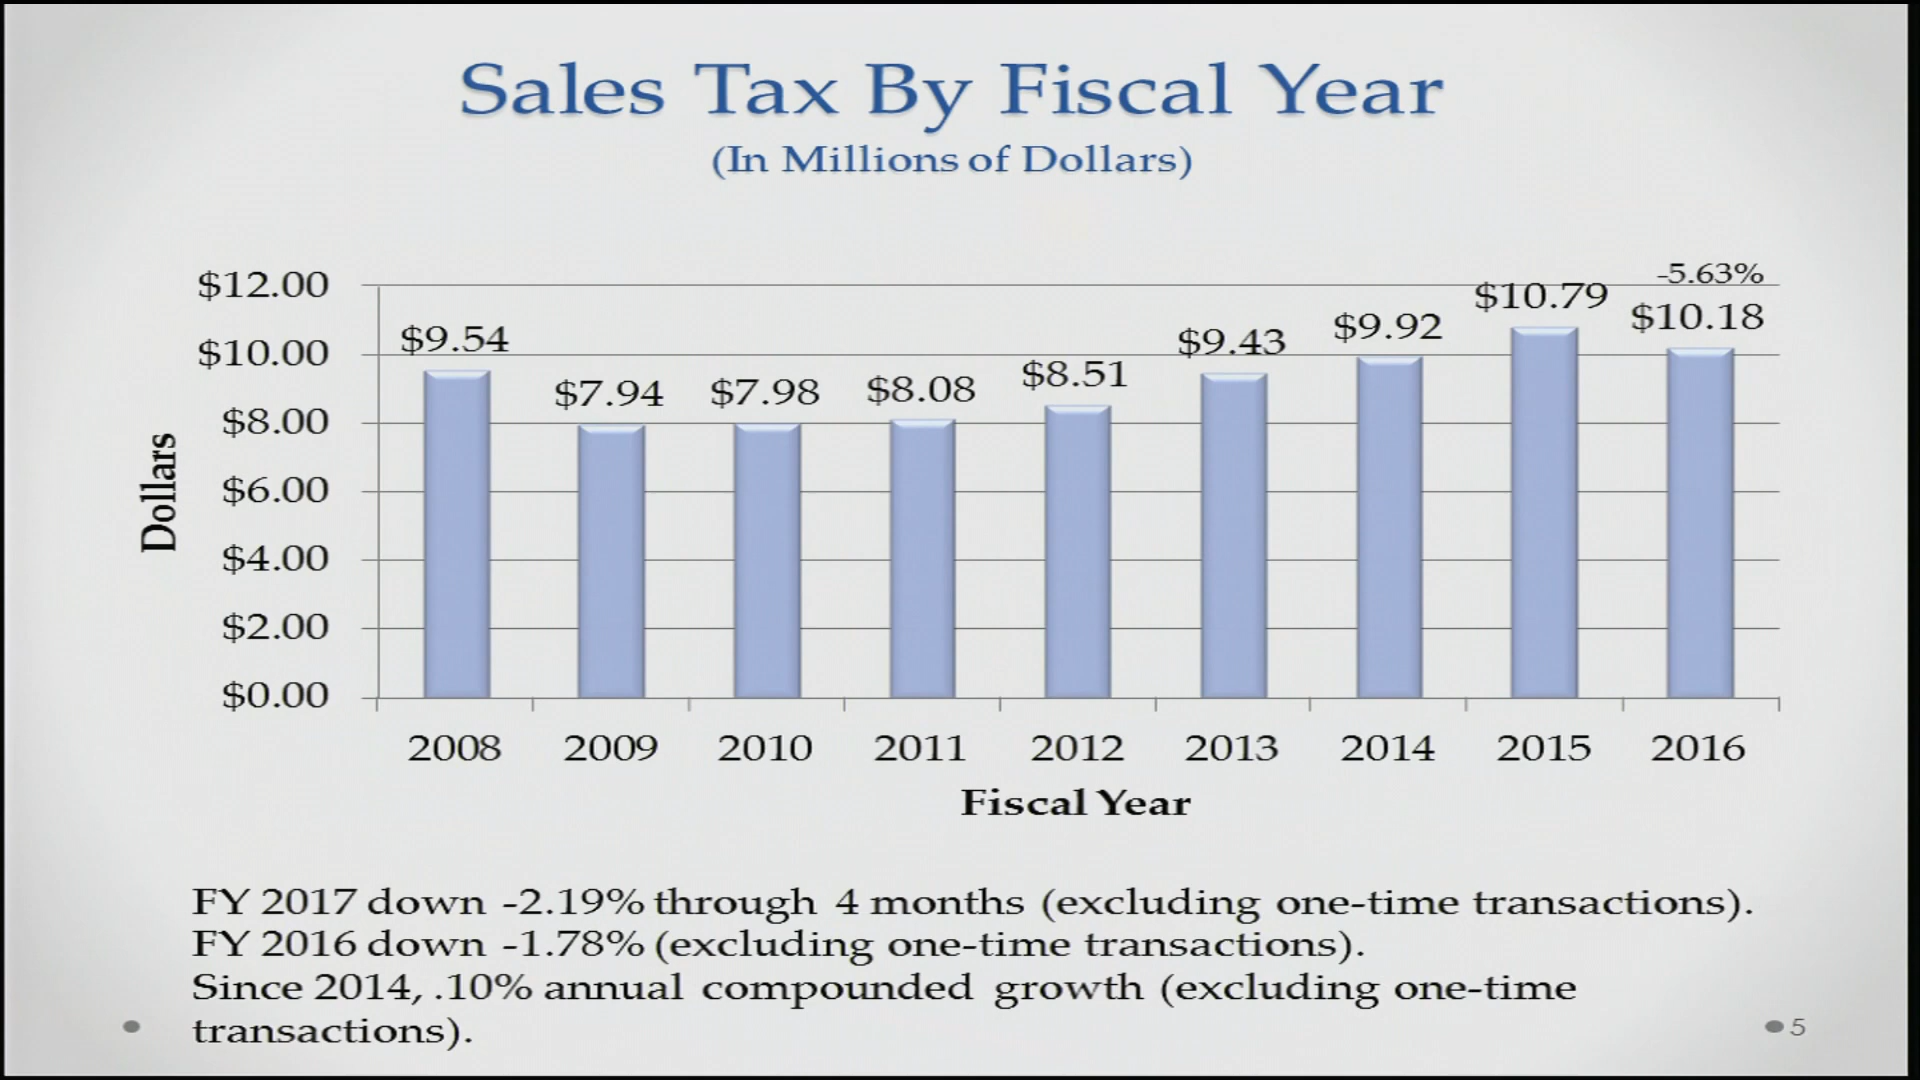 Sales Tax By Fiscal Year
(In Millions of Dollars)
-5.63%
$12.00
$10.00
$8.00
$6.00
$4.00
$2.00
$0.00
Dollars
$9.54
$7.94
$7.98
$8.08
$8.51
$9.43
$9.92
$10.79
$10.18
2008 2009 2010 2011 2012 2013 2014 2015 2016
Fiscal Year
FY 2017 down -2.19% through 4 months (excluding one-time transactions).
FY 2016 down -1.78% (excluding one-time transactions).
Since 2014, .10% annual compounded growth (excluding one-time
transactions).
5